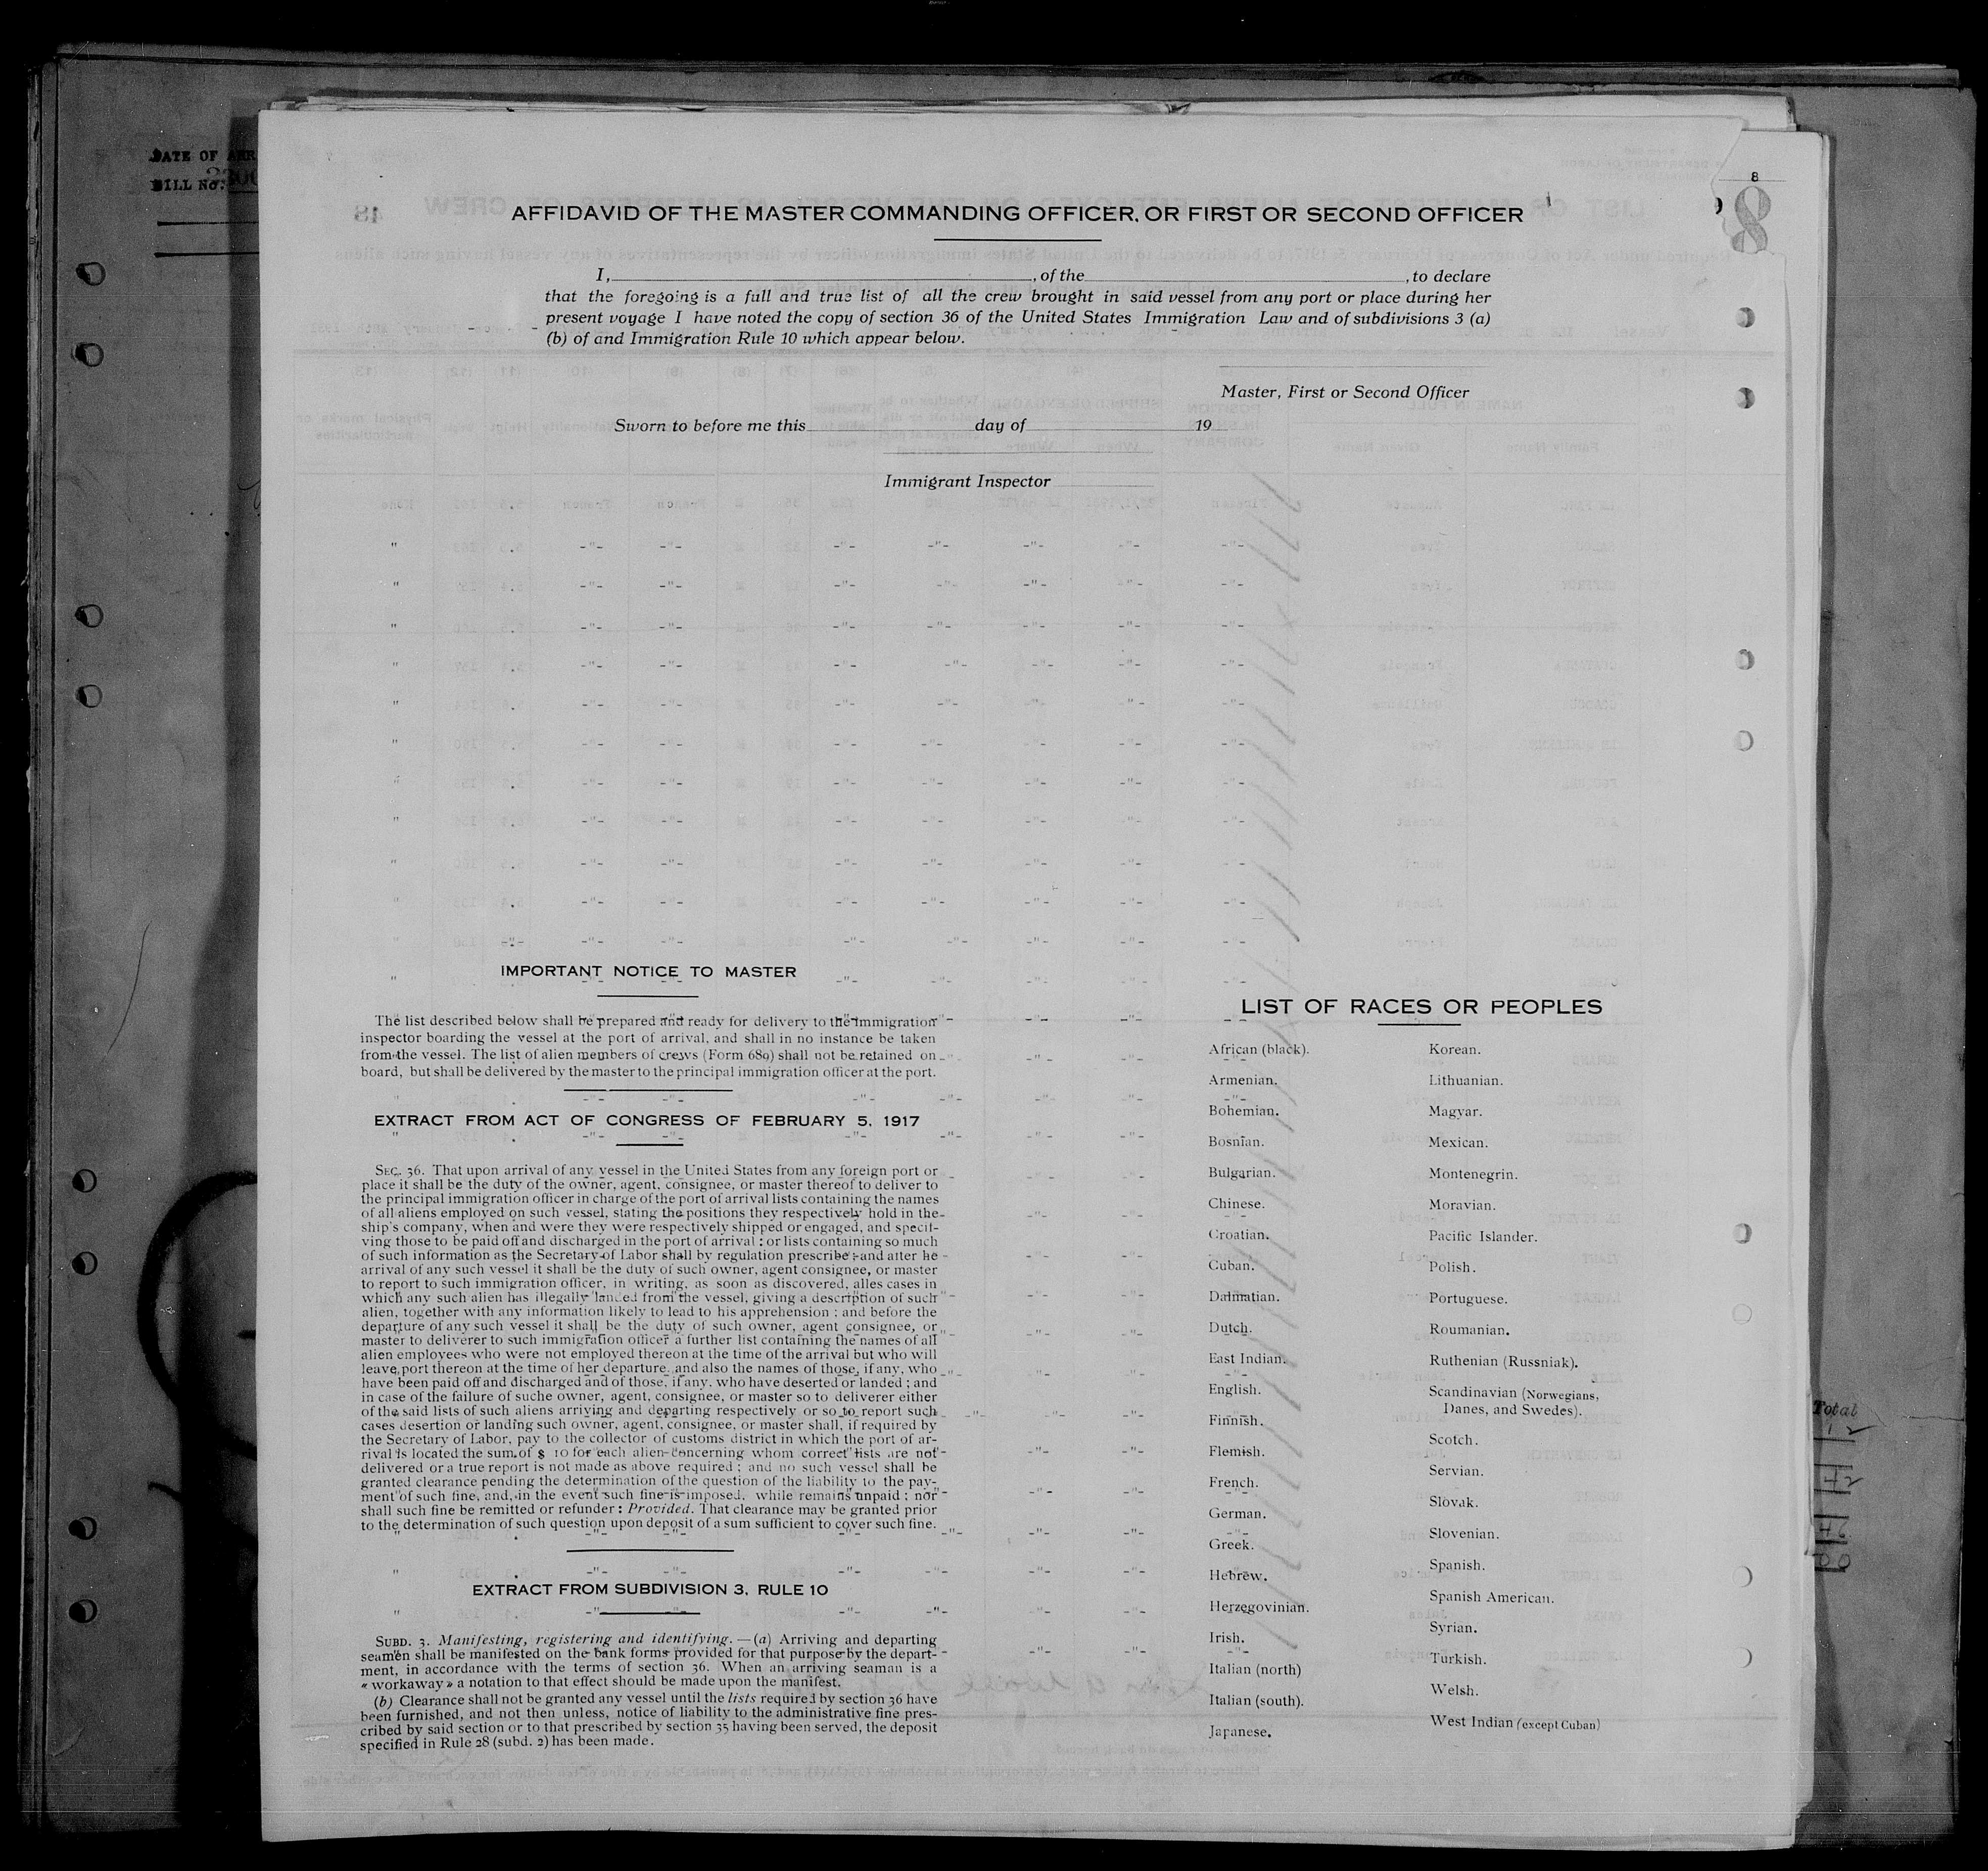 DATE OF ARR
BILL NO.
8
8
AFFIDAVID OF THE MASTER COMMANDING OFFICER, OR FIRST OR SECOND OFFICER
I, , of the , to declare
that the foregoing is a full and true list of all the crew brought in said vessel from any port or place during her
present voyage I have noted the copy of section 36 of the United States Immigration Law and of subdivisions 3 (a)
(b) of and Immigration Rule 10 which appear below.
Master, First or Second Officer
Sworn to before me this day of 19
Immigrant Inspector
IMPORTANT NOTICE TO MASTER
The list described below shall be prepared and ready for delivery to the immigration
inspector boarding the vessel at the port of arrival, and shall in no instance be taken
from the vessel. The list of alien members of crews (Form 689) shall not be retained on
board, but shall be delivered by the master to the principal immigration officer at the port.
EXTRACT FROM ACT OF CONGRESS OF FEBRUARY 5, 1917
SEC. 36. That upon arrival of any vessel in the United States from any foreign port or
place it shall be the duty of the owner, agent, consignee, or master thereof to deliver to
the principal immigration officer in charge of the port of arrival lists containing the names
of all aliens employed on such vessel, stating the positions they respectively hold in the
ship's company, when and were they were respectively shipped or engaged, and specif-
ving those to be paid off and discharged in the port of arrival : or lists containing so much
of such information as the Secretary of Labor shall by regulation prescribe : and atter he
arrival of any such vessel it shall be the duty of such owner, agent consignee, or master
to report to such immigration officer, in writing, as soon as discovered, alles cases in
which any such alien has illegally landed from the vessel, giving a description of such
alien, together with any information likely to lead to his apprehension ; and before the
departure of any such vessel it shall be the duty of such owner, agent consignee, or
master to deliverer to such immigration officer a further list containing the names of all
alien employees who were not employed thereon at the time of the arrival but who will
leave port thereon at the time of her departure, and also the names of those, if any, who
have been paid off and discharged and of those, if any, who have deserted or landed ; and
in case of the failure of suche owner, agent, consignee, or master so to deliverer either
of the said lists of such aliens arriving and departing respectively or so to report such
cases desertion or landing such owner, agent, consignee, or master shall, if required by
the Secretary of Labor, pay to the collector of customs district in which the port of ar-
rival is located the sum of $ 10 for each alien concerning whom correct lists are not
delivered or a true report is not made as above required ; and no such vessel shall be
granted clearance pending the determination of the question of the liability to the pay-
ment of such fine, and, in the event such fine is imposed, while remains unpaid ; nor
shall such fine be remitted or refunder : Provided. That clearance may be granted prior
to the determination of such question upon deposit of a sum sufficient to cover such fine.
EXTRACT FROM SUBDIVISION 3, RULE 10
SUBD. 3. Manifesting, registering and identifying. — (a) Arriving and departing
seamen shall be manifested on the bank forms provided for that purpose by the depart-
ment, in accordance with the terms of section 36. When an arriving seaman is a
« workaway » a notation to that effect should be made upon the manifest.
(b) Clearance shall not be granted any vessel until the lists required by section 36 have
been furnished, and not then unless, notice of liability to the administrative fine pres-
cribed by said section or to that prescribed by section 35 having been served, the deposit
specified in Rule 28 (subd. 2) has been made.
LIST OF RACES OR PEOPLES
African (black).
Armenian.
Bohemian.
Bosnian.
Bulgarian.
Chinese.
Croatian.
Cuban.
Dalmatian.
Dutch.
East Indian.
English.
Finnish.
Flemish.
French.
German.
Greek.
Hebrew.
Herzegovinian.
Irish.
Italian (north)
Italian (south).
Japanese.
Korean.
Lithuanian.
Magyar.
Mexican.
Montenegrin.
Moravian.
Pacific Islander.
Polish.
Portuguese.
Roumanian.
Ruthenian (Russniak).
Scandinavian (Norwegians,
Danes, and Swedes).
Scotch.
Servian.
Slovak.
Slovenian.
Spanish.
Spanish American.
Syrian.
Turkish.
Welsh.
West Indian (except Cuban)
Total